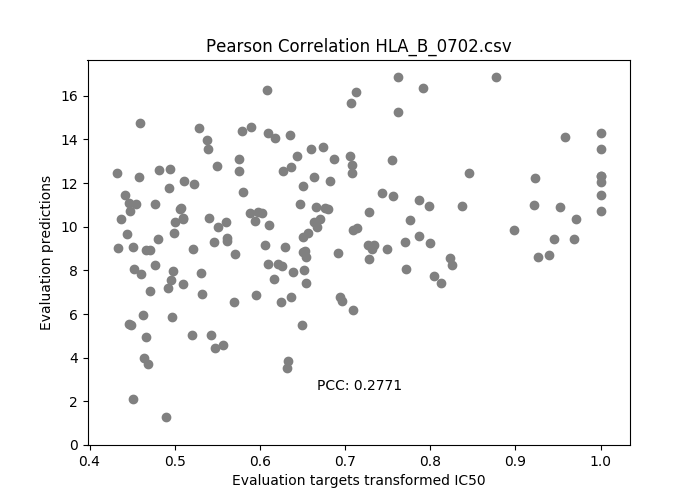 Pearson Correlation HLA_B_0702.csv
16
14
12
10
8
6
4
2
0
Evaluation predictions
PCC: 0.2771
0.4 0.5 0.6 0.7 0.8 0.9 1.0
Evaluation targets transformed IC50